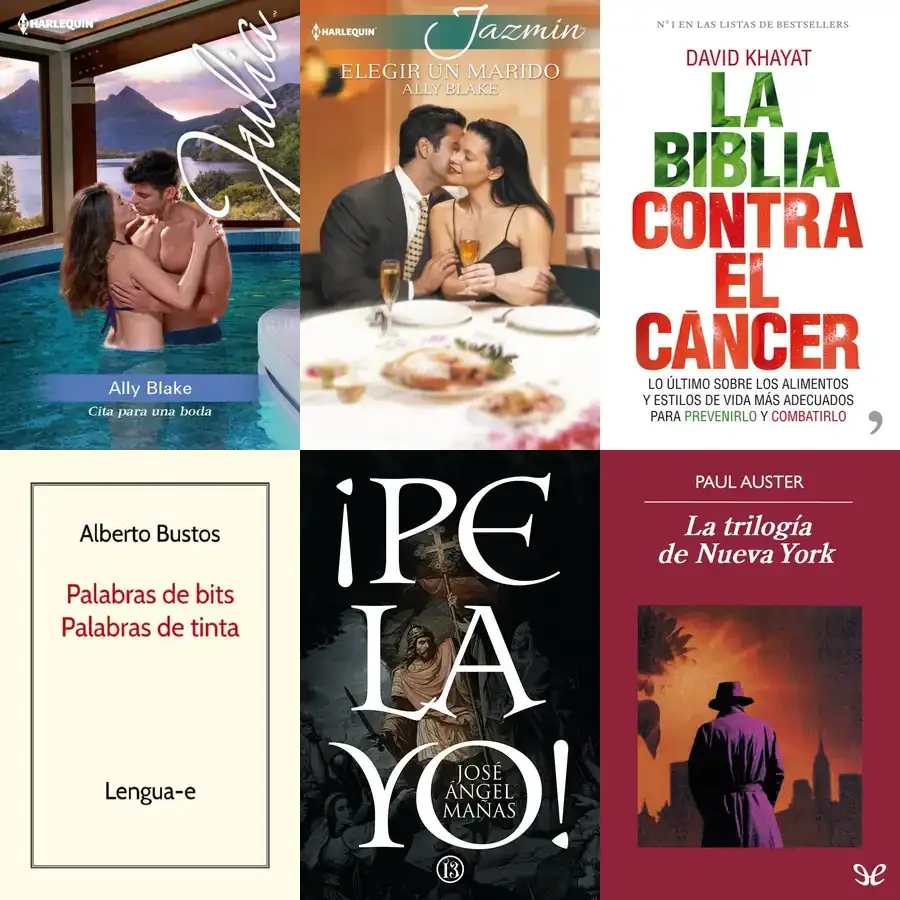 HARLEQUIN
Julia
Ally Blake
Cita para una boda
HARLEQUIN
Jazmín
ELEGIR UN MARIDO
ALLY BLAKE
Nº1 EN LAS LISTAS DE BESTSELLERS
DAVID KHAYAT
LA
BIBLIA
CONTRA
EL
CÁNCER
LO ÚLTIMO SOBRE LOS ALIMENTOS
Y ESTILOS DE VIDA MÁS ADECUADOS
PARA PREVENIRLO Y COMBATIRLO
Alberto Bustos
Palabras de bits
Palabras de tinta
Lengua-e
¡PE
LA
YO!
JOSÉ
ÁNGEL
MAÑAS
13
PAUL AUSTER
La trilogía
de Nueva York